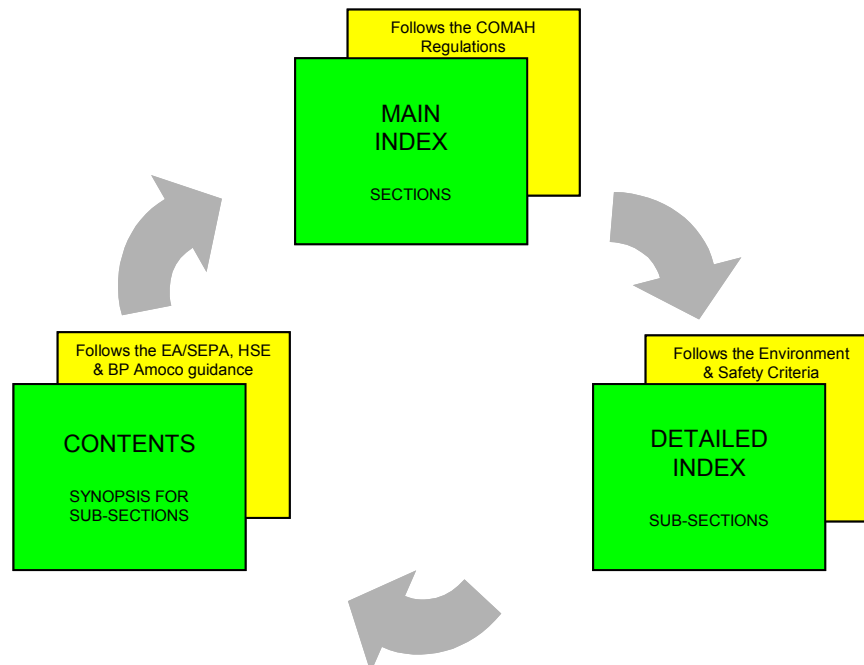 Follows the COMAH
Regulations
MAIN
INDEX
SECTIONS
Follows the EA/SEPA, HSE
& BP Amoco guidance
CONTENTS
SYNOPSIS FOR
SUB-SECTIONS
Follows the Environment
& Safety Criteria
DETAILED
INDEX
SUB-SECTIONS